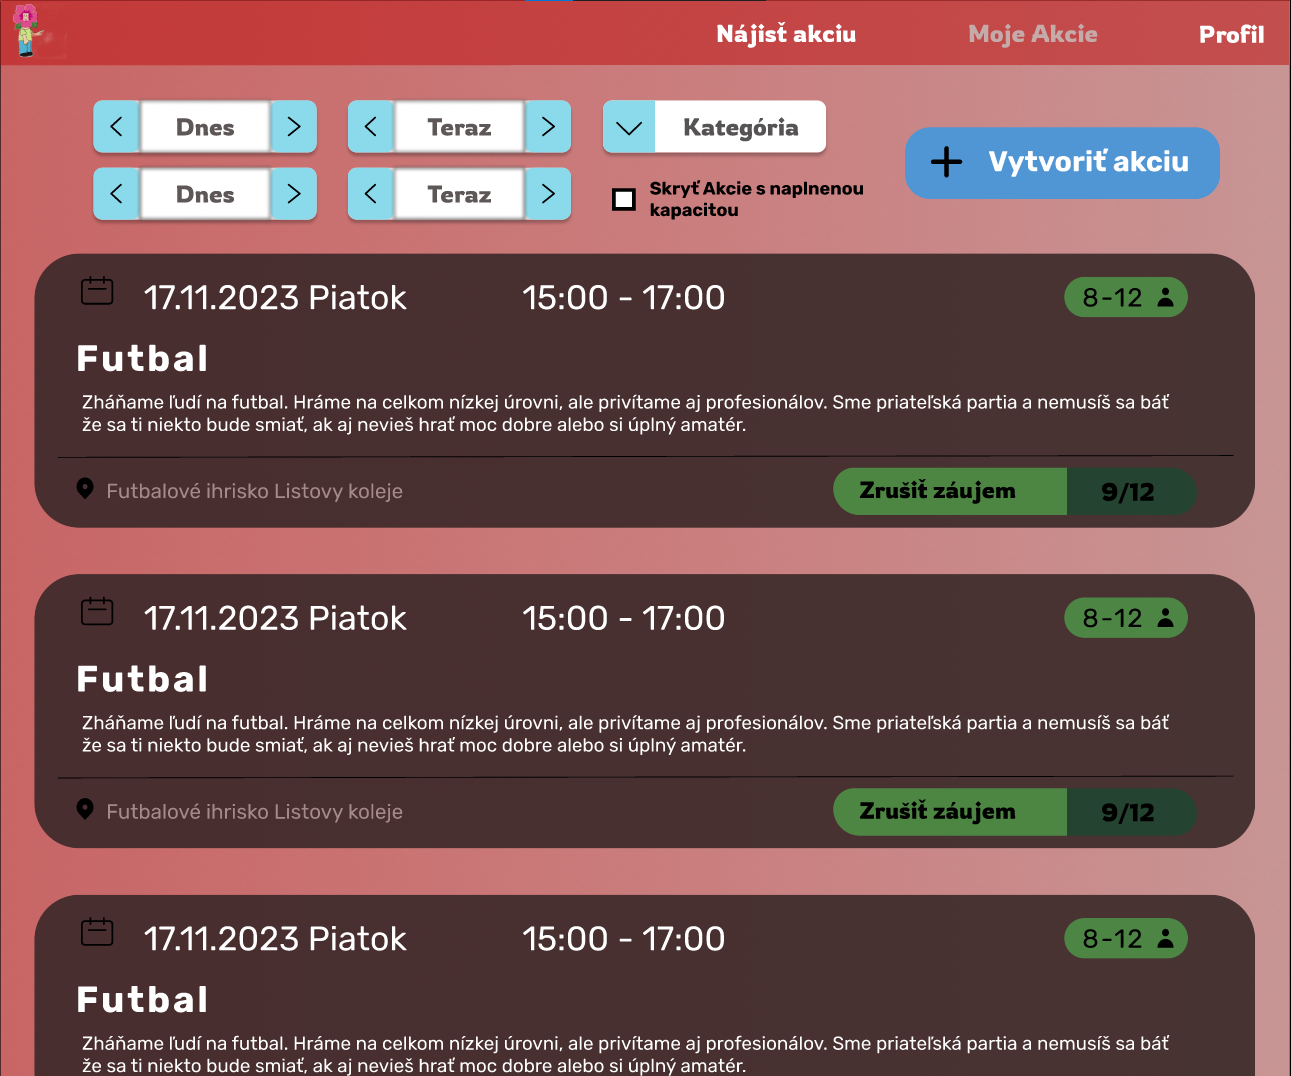 Nájisť akciu
Moje Akcie
Profil
Dnes
Teraz
Kategória
Vytvoriť akciu
Dnes
Teraz
Skryť Akcie s naplnenou
kapacitou
17.11.2023 Piatok
15:00 - 17:00
8-12
Futbal
Zháňame ľudí na futbal. Hráme na celkom nízkej úrovni, ale privítame aj profesionálov. Sme priateľská partia a nemusíš sa báť
že sa ti niekto bude smiať, ak aj nevieš hrať moc dobre alebo si úplný amatér.
Futbalové ihrisko Listovy koleje
Zrušiť záujem
9/12
17.11.2023 Piatok
15:00 - 17:00
8-12
Futbal
Zháňame ľudí na futbal. Hráme na celkom nízkej úrovni, ale privítame aj profesionálov. Sme priateľská partia a nemusíš sa báť
že sa ti niekto bude smiať, ak aj nevieš hrať moc dobre alebo si úplný amatér.
Futbalové ihrisko Listovy koleje
Zrušiť záujem
9/12
17.11.2023 Piatok
15:00 - 17:00
8-12
Futbal
Zháňame ľudí na futbal. Hráme na celkom nízkej úrovni, ale privítame aj profesionálov. Sme priateľská partia a nemusíš sa báť
že sa ti niekto bude smiať, ak aj nevieš hrať moc dobre alebo si úplný amatér.